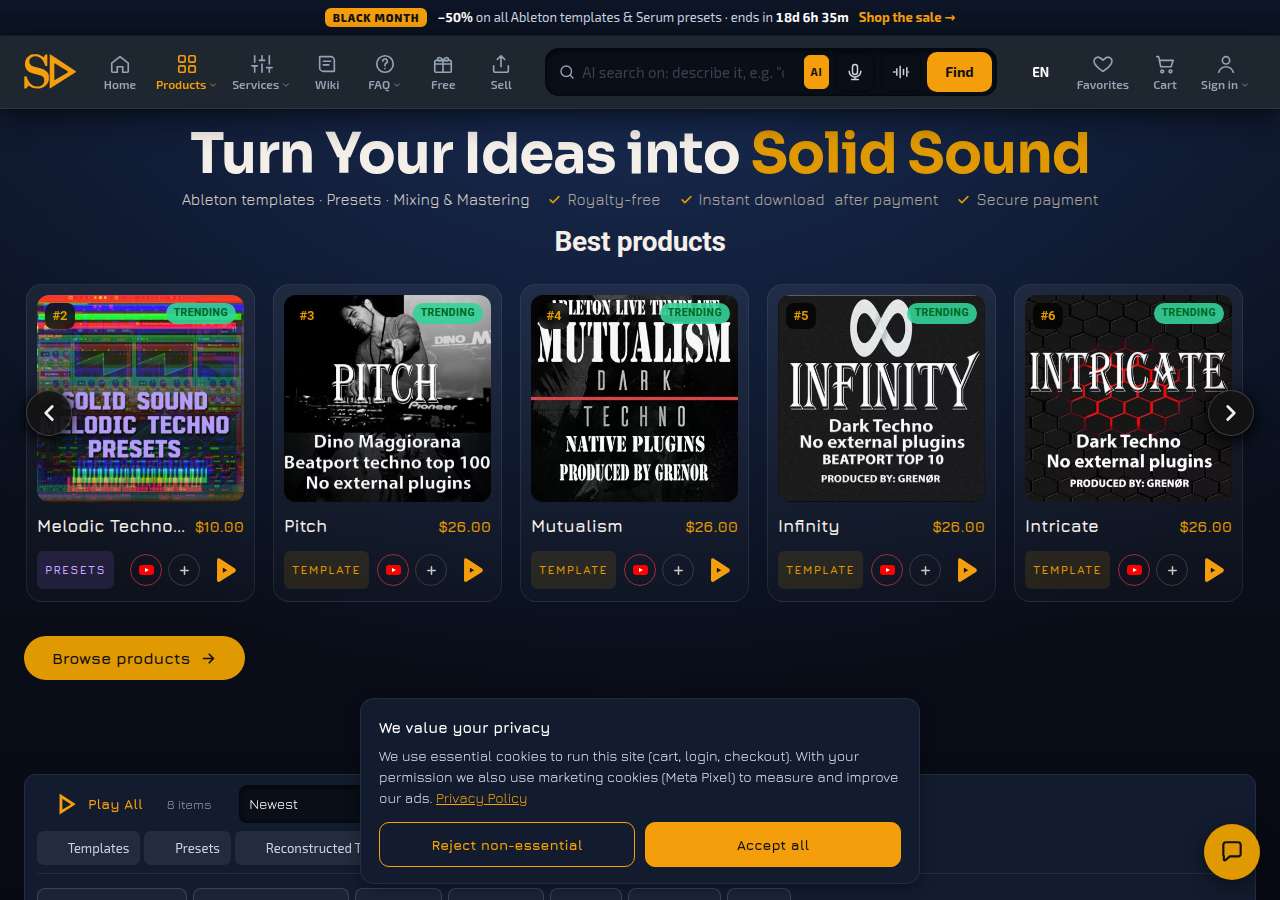 BLACK MONTH −50% on all Ableton templates & Serum presets · ends in 18d 6h 35m Shop the sale →
SD
Home
Products
Services
Wiki
FAQ
Free
Sell
AI search on: describe it, e.g.
AI
Find
EN
Favorites
Cart
Sign in
Turn Your Ideas into Solid Sound
Ableton templates · Presets · Mixing & Mastering Royalty-free Instant download after payment Secure payment
Best products
#2
TRENDING
SOLID SOUND
MELODIC TECHNO
PRESETS
Melodic Techno... $10.00
PRESETS
#3
TRENDING
DINO M
PITCH
Pioneer
Dino Maggiorana
Beatport techno top 100
No external plugins
Pitch $26.00
TEMPLATE
#4
TRENDING
ABLETON LIVE TEMPLATE
MUTUALISM
DARK
TECHNO
NATIVE PLUGINS
PRODUCED BY GRENOR
Mutualism $26.00
TEMPLATE
#5
TRENDING
INFINITY
Dark Techno
No external plugins
BEATPORT TOP 10
PRODUCED BY: GRENØR
Infinity $26.00
TEMPLATE
#6
TRENDING
INTRICATE
Dark Techno
No external plugins
PRODUCED BY: GRENØR
Intricate $26.00
TEMPLATE
Browse products →
We value your privacy
We use essential cookies to run this site (cart, login, checkout). With your
permission we also use marketing cookies (Meta Pixel) to measure and improve
our ads. Privacy Policy
Reject non-essential
Accept all
Play All 8 items Newest
Templates
Presets
Reconstructed T